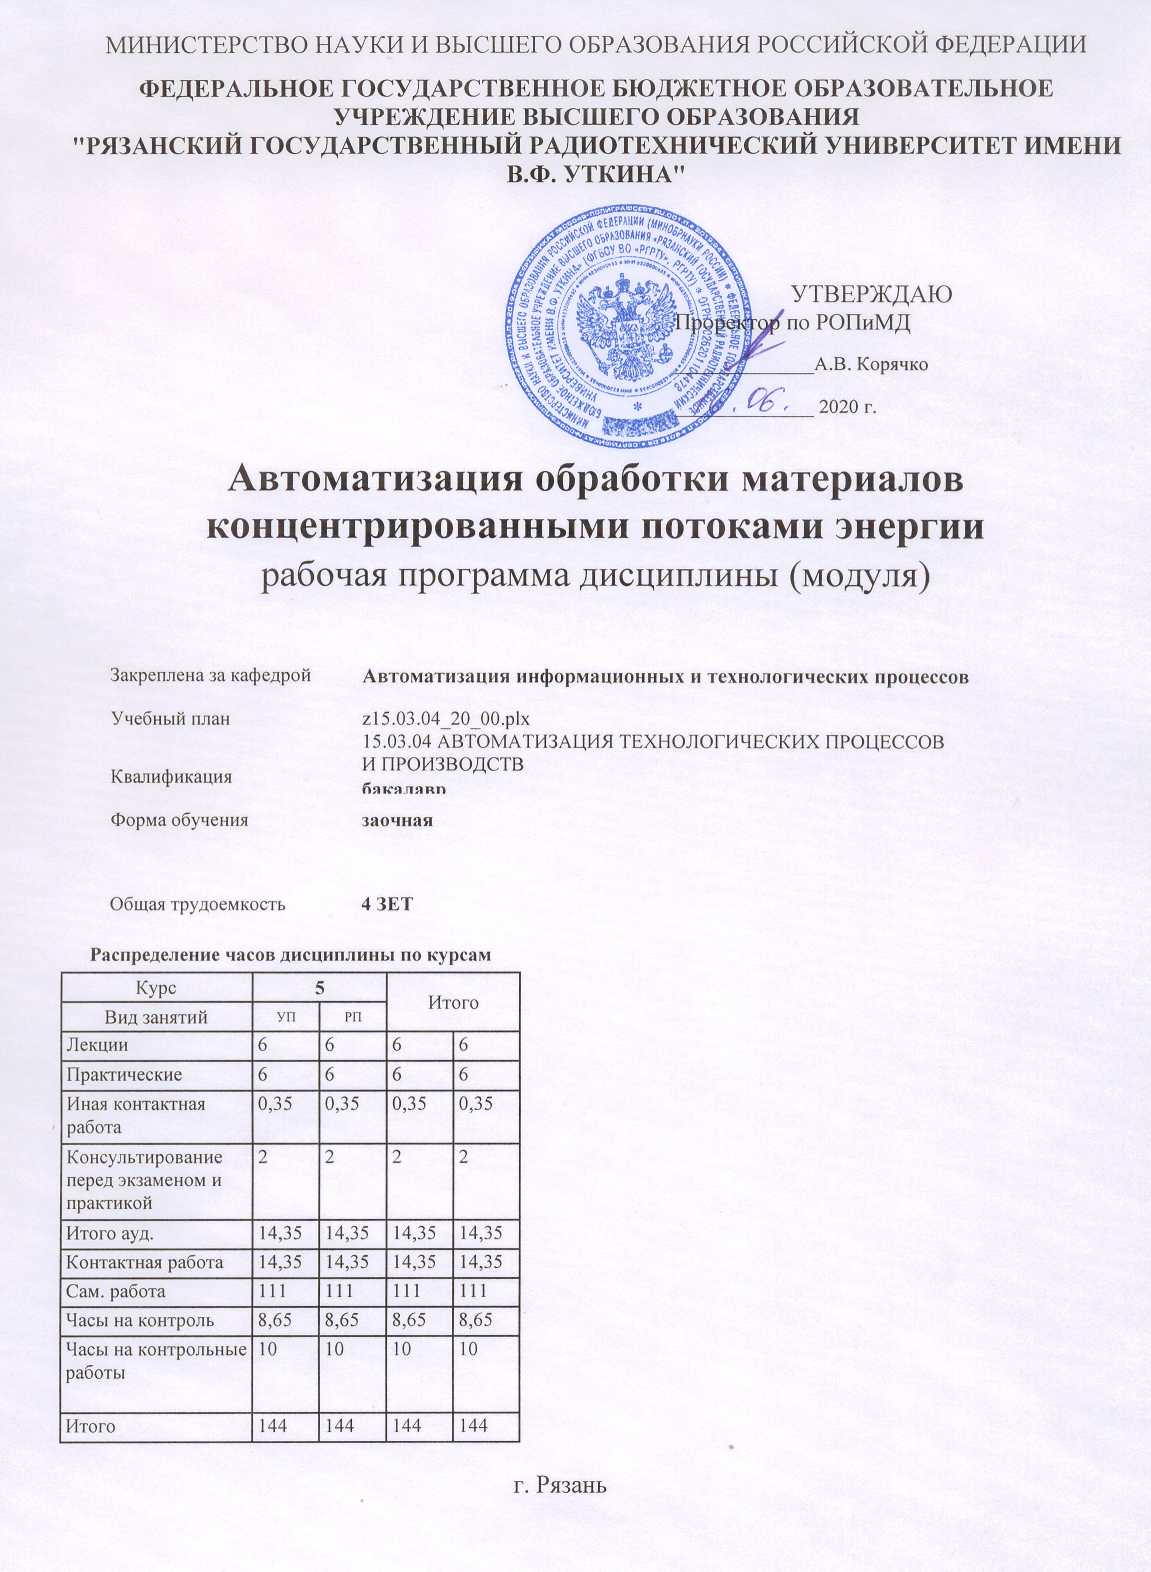 МИНИСТЕРСТВО НАУКИ И ВЫСШЕГО ОБРАЗОВАНИЯ РОССИЙСКОЙ ФЕДЕРАЦИИ
ФЕДЕРАЛЬНОЕ ГОСУДАРСТВЕННОЕ БЮДЖЕТНОЕ ОБРАЗОВАТЕЛЬНОЕ
УЧРЕЖДЕНИЕ ВЫСШЕГО ОБРАЗОВАНИЯ
"РЯЗАНСКИЙ ГОСУДАРСТВЕННЫЙ РАДИОТЕХНИЧЕСКИЙ УНИВЕРСИТЕТ ИМЕНИ
В.Ф. УТКИНА"
УТВЕРЖДАЮ
Проректор по РОПиМД
А.В. Корячко
. 06. 2020 г.
Автоматизация обработки материалов
концентрированными потоками энергии
рабочая программа дисциплины (модуля)
Закреплена за кафедрой Автоматизация информационных и технологических процессов
Учебный план z15.03.04_20_00.plx
15.03.04 АВТОМАТИЗАЦИЯ ТЕХНОЛОГИЧЕСКИХ ПРОЦЕССОВ
И ПРОИЗВОДСТВ
Квалификация бакалавр
Форма обучения заочная
Общая трудоемкость 4 ЗЕТ
Распределение часов дисциплины по курсам
Курс 5 Итого
Вид занятий УП РП
Лекции 6 6 6 6
Практические 6 6 6 6
Иная контактная 0,35 0,35 0,35 0,35
работа
Консультирование 2 2 2 2
перед экзаменом и
практикой
Итого ауд. 14,35 14,35 14,35 14,35
Контактная работа 14,35 14,35 14,35 14,35
Сам. работа 111 111 111 111
Часы на контроль 8,65 8,65 8,65 8,65
Часы на контрольные 10 10 10 10
работы
Итого 144 144 144 144
г. Рязань